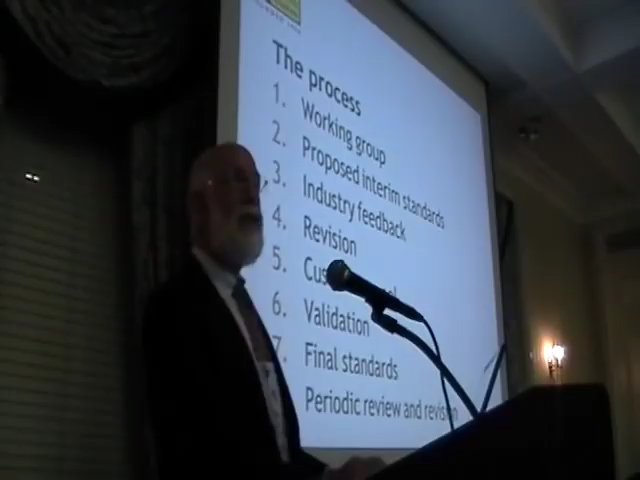 The process
1. Working group
2. Proposed interim standards
3. Industry feedback
4. Revision
5.
6. Validation
7. Final standards
Periodic review and revision